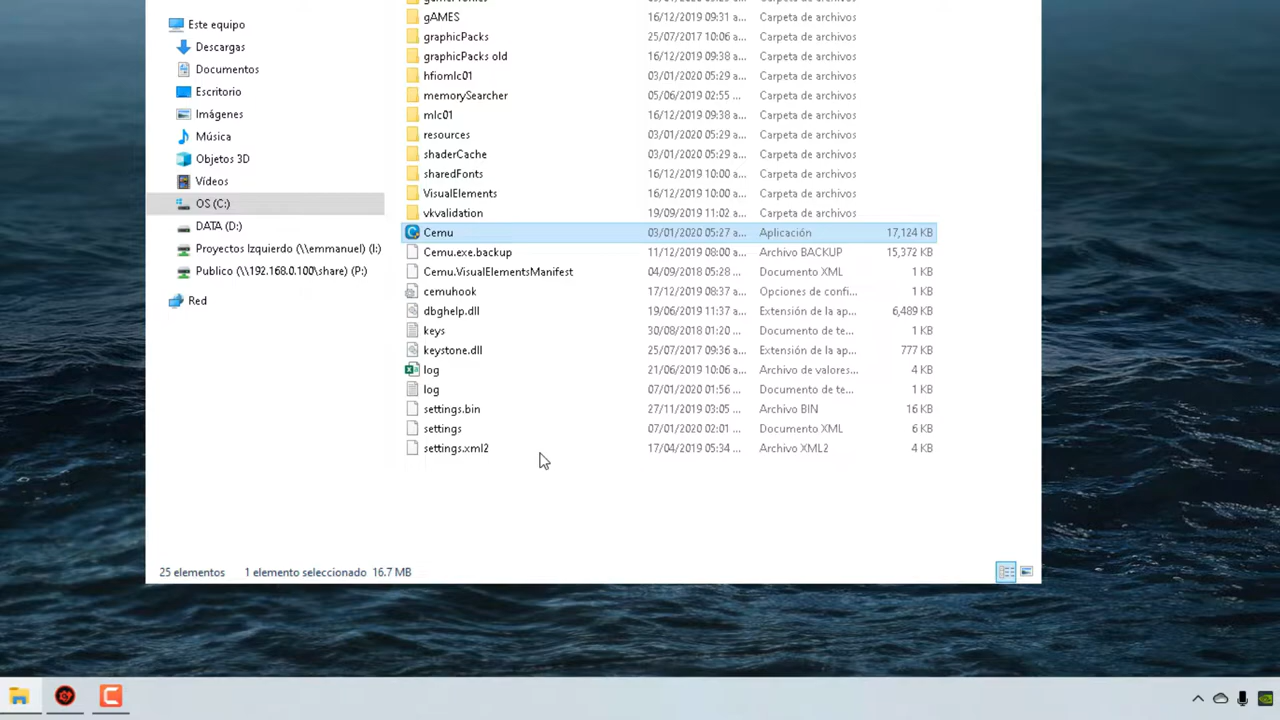 Este equipo
Descargas
Documentos
Escritorio
Imágenes
Música
Objetos 3D
Vídeos
OS (C:)
DATA (D:)
Proyectos Izquierdo (\\emmanuel) (I:)
Publico (\\192.168.0.100\share) (P:)
Red
gAMES 16/12/2019 09:31 a... Carpeta de archivos
graphicPacks 25/07/2017 10:06 a... Carpeta de archivos
graphicPacks old 16/12/2019 09:38 a... Carpeta de archivos
hfiomlc01 03/01/2020 05:29 a... Carpeta de archivos
memorySearcher 05/06/2019 02:55 ... Carpeta de archivos
mlc01 16/12/2019 09:38 a... Carpeta de archivos
resources 03/01/2020 05:29 a... Carpeta de archivos
shaderCache 03/01/2020 05:29 a... Carpeta de archivos
sharedFonts 16/12/2019 10:00 a... Carpeta de archivos
VisualElements 16/12/2019 10:00 a... Carpeta de archivos
vkvalidation 19/09/2019 11:02 a... Carpeta de archivos
Cemu 03/01/2020 05:27 a... Aplicación 17,124 KB
Cemu.exe.backup 11/12/2019 08:00 a... Archivo BACKUP 15,372 KB
Cemu.VisualElementsManifest 04/09/2018 05:28 ... Documento XML 1 KB
cemuhook 17/12/2019 08:37 a... Opciones de confi... 1 KB
dbghelp.dll 19/06/2019 11:37 a... Extensión de la ap... 6,489 KB
keys 30/08/2018 01:20 ... Documento de te... 1 KB
keystone.dll 25/07/2017 09:36 a... Extensión de la ap... 777 KB
log 21/06/2019 10:06 a... Archivo de valores... 4 KB
log 07/01/2020 01:56 ... Documento de te... 1 KB
settings.bin 27/11/2019 03:05 ... Archivo BIN 16 KB
settings 07/01/2020 02:01 ... Documento XML 6 KB
settings.xml2 17/04/2019 05:34 ... Archivo XML2 4 KB
25 elementos 1 elemento seleccionado 16.7 MB